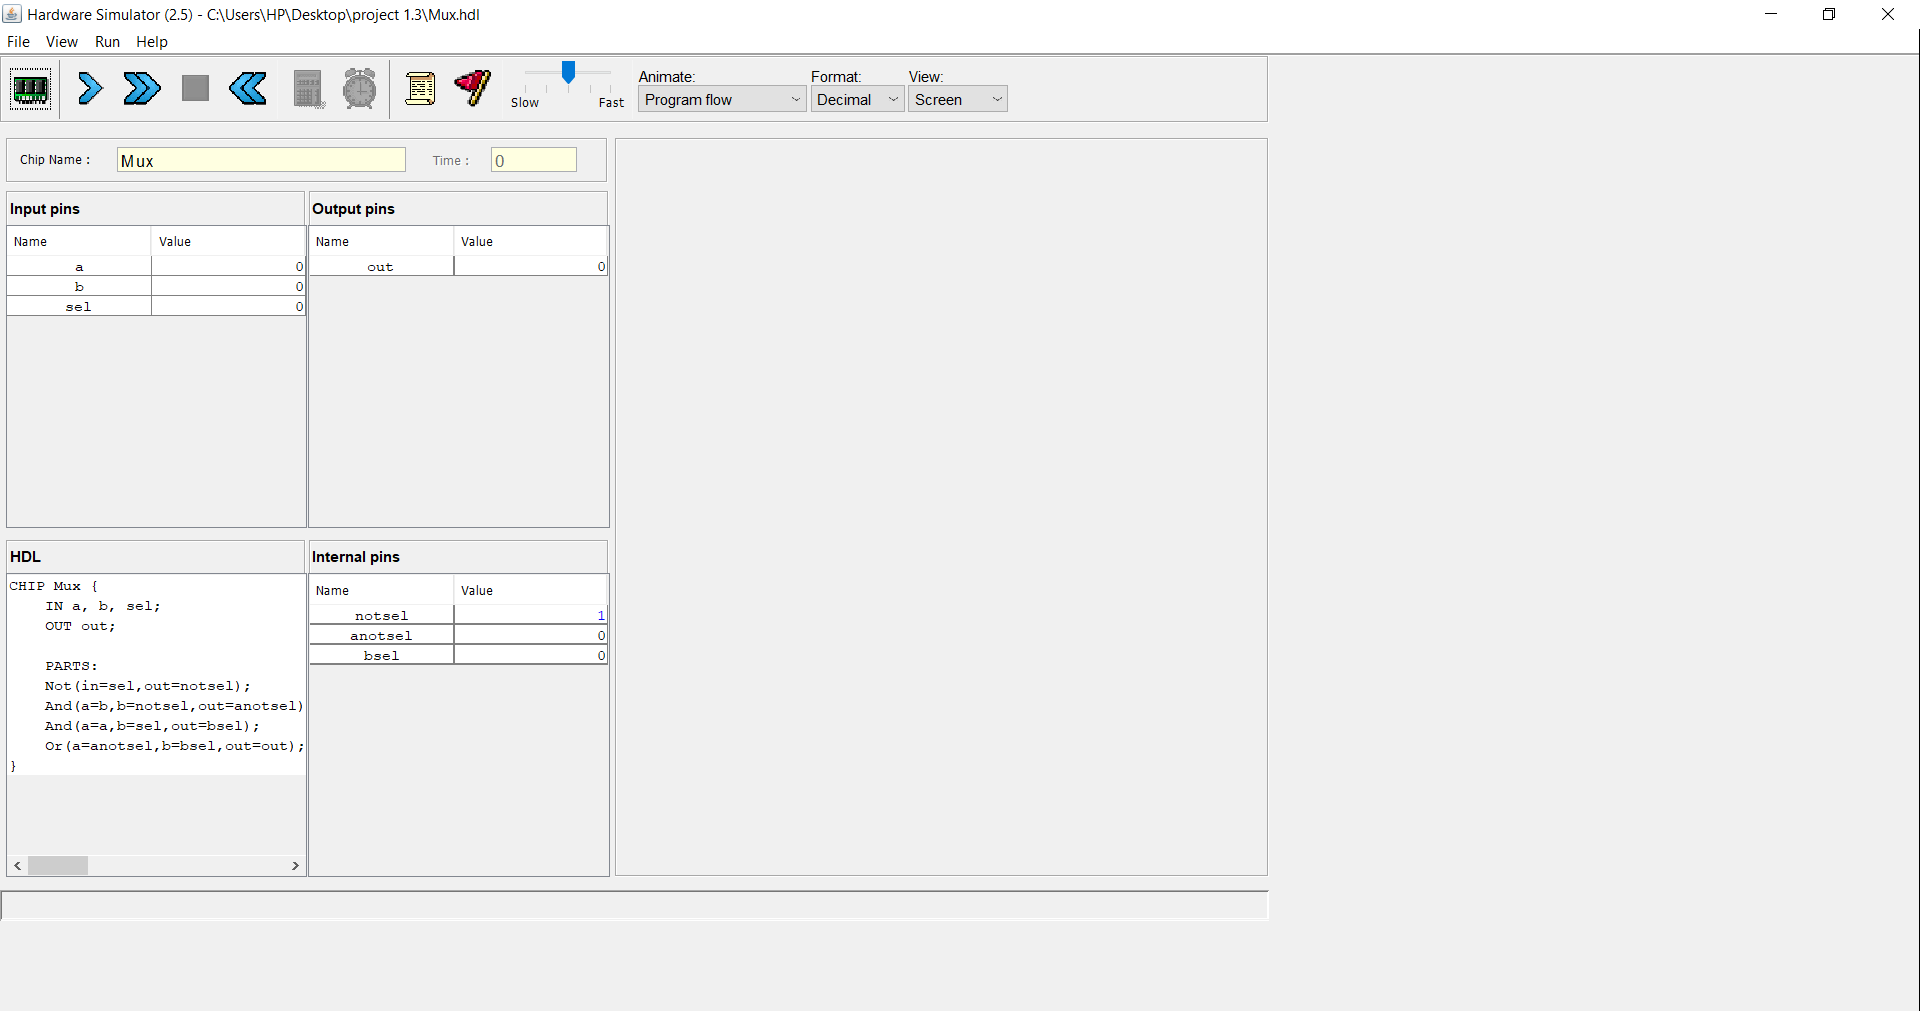 Hardware Simulator (2.5) - C:\Users\HP\Desktop\project 1.3\Mux.hdl
File View Run Help
Slow Fast
Animate: Format: View:
Program flow Decimal Screen
Chip Name : Mux Time : 0
Input pins
Name Value
a 0
b 0
sel 0
Output pins
Name Value
out 0
HDL
CHIP Mux {
IN a, b, sel;
OUT out;
PARTS:
Not(in=sel,out=notsel);
And(a=b,b=notsel,out=anotsel)
And(a=a,b=sel,out=bsel);
Or(a=anotsel,b=bsel,out=out);
}
Internal pins
Name Value
notsel 1
anotsel 0
bsel 0